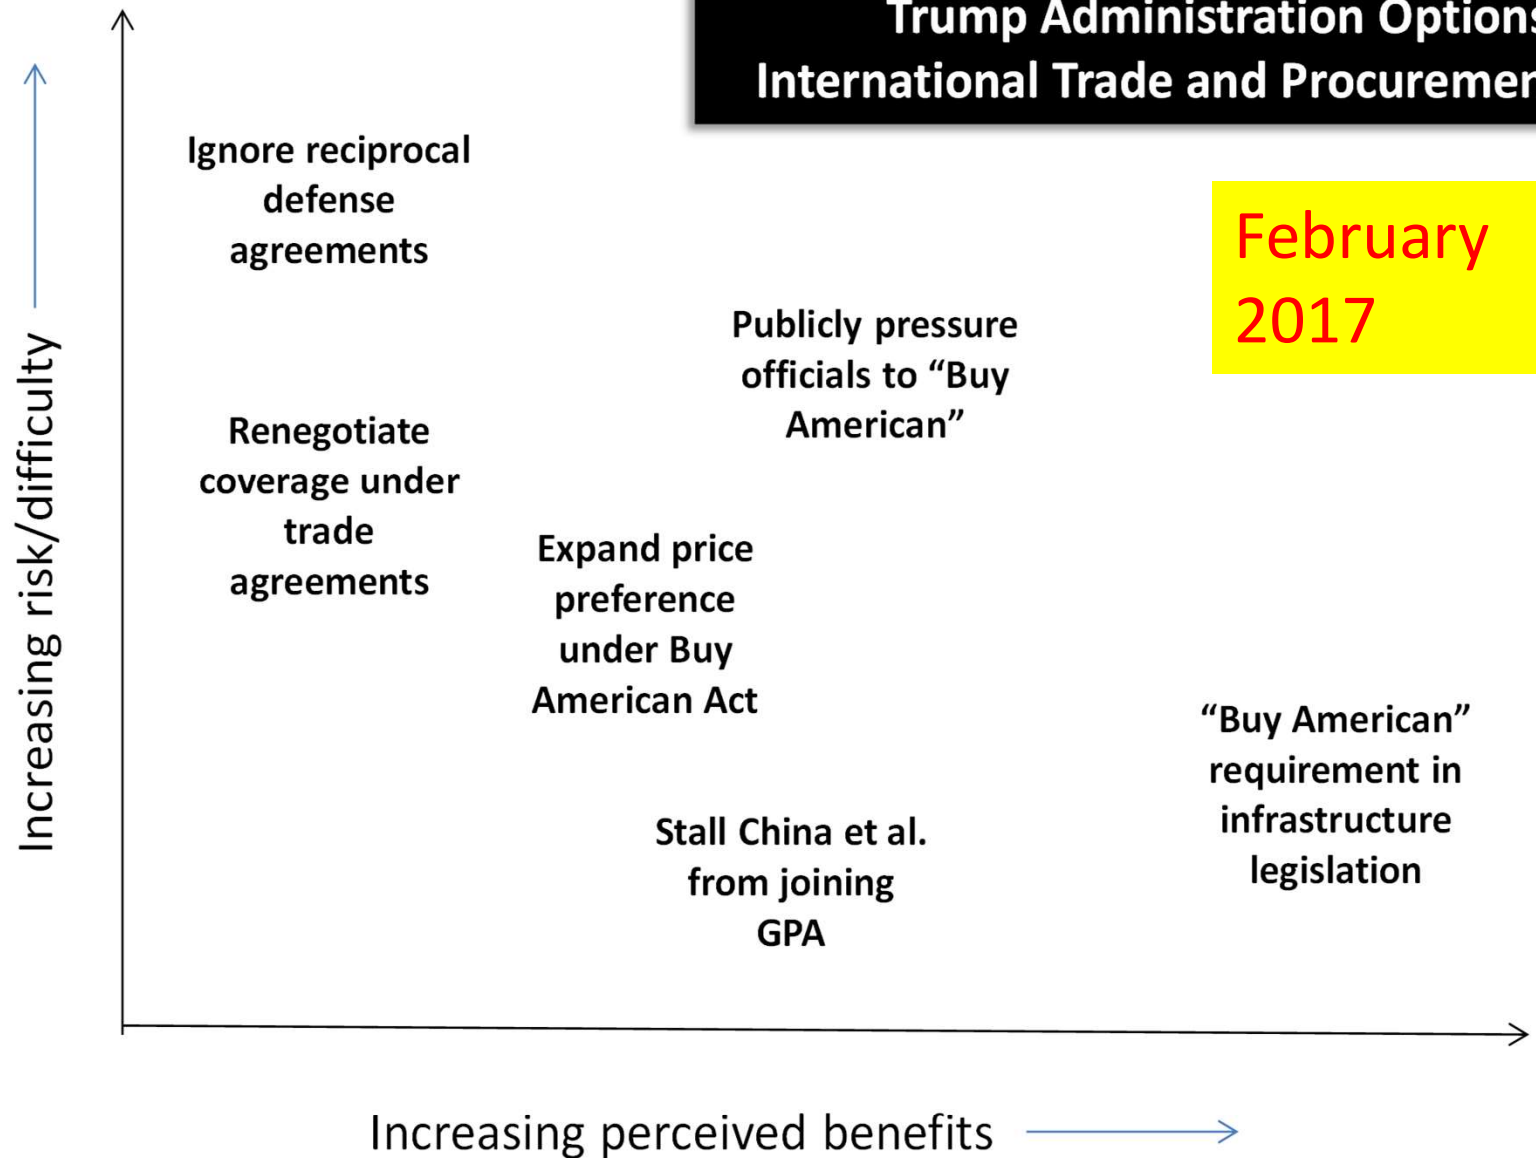 Trump Administration Options
International Trade and Procurement
Ignore reciprocal
defense
agreements
February
2017
Publicly pressure
officials to “Buy
American”
Renegotiate
coverage under
trade
agreements
Expand price
preference
under Buy
American Act
“Buy American”
requirement in
infrastructure
legislation
Stall China et al.
from joining
GPA
Increasing risk/difficulty
Increasing perceived benefits